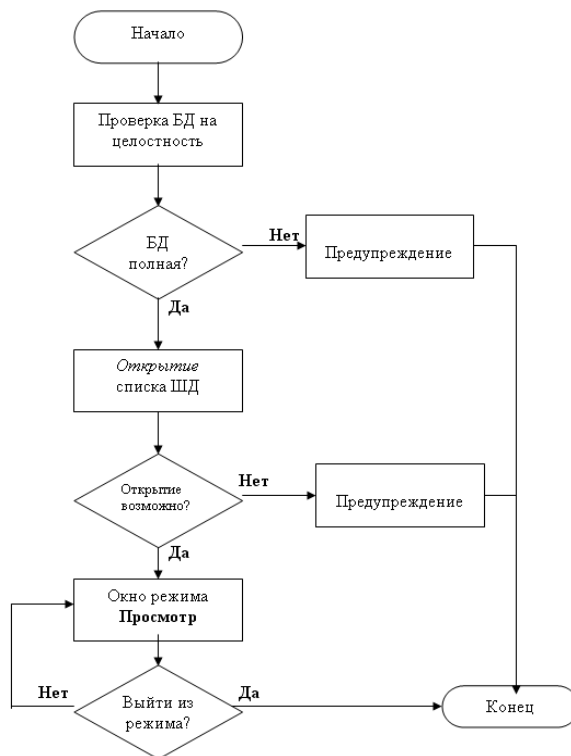 Начало
Проверка БД на
целостность
БД
полная?
Нет
Предупреждение
Да
Открытие
списка ШД
Открытие
возможно?
Нет
Предупреждение
Да
Окно режима
Просмотр
Нет
Выйти из
режима?
Да
Конец